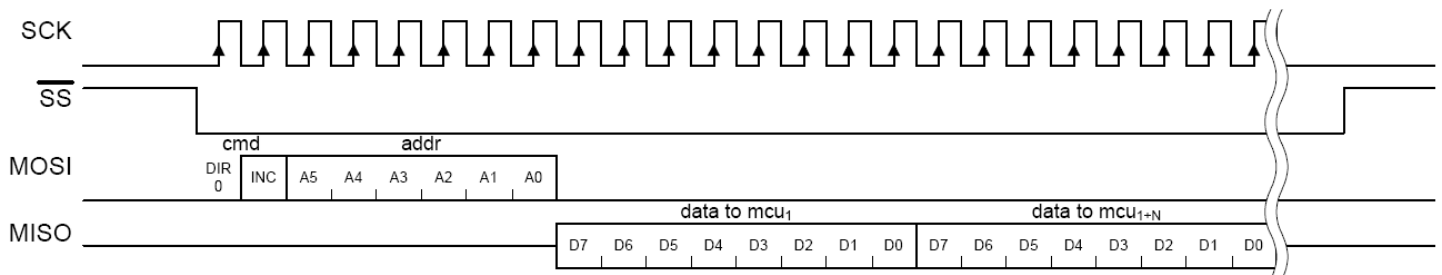 SCK
SS
cmd addr
MOSI DIR 0 INC A5 A4 A3 A2 A1 A0
data to mcu1 data to mcu1+N
MISO D7 D6 D5 D4 D3 D2 D1 D0 D7 D6 D5 D4 D3 D2 D1 D0